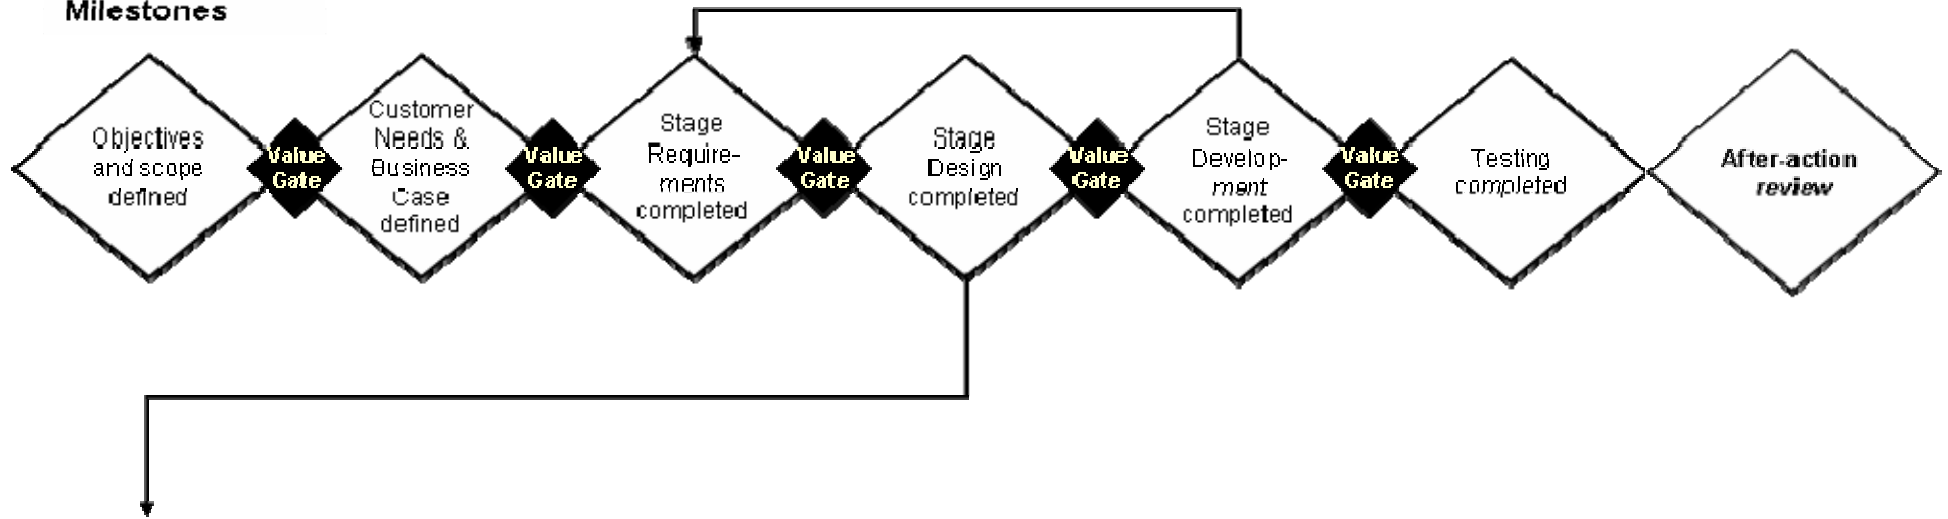 Milestones
Objectives
and scope
defined
Value
Gate
Customer
Needs &
Business
Case
defined
Value
Gate
Stage
Require-
ments
completed
Value
Gate
Stage
Design
completed
Value
Gate
Stage
Develop-
ment
completed
Value
Gate
Testing
completed
After-action
review